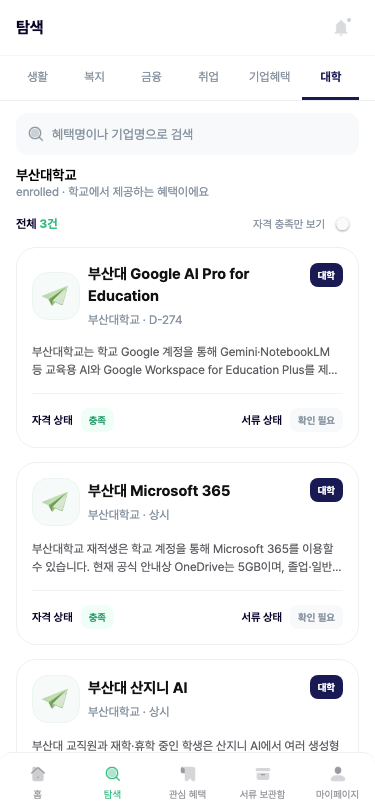 탐색
생활 복지 금융 취업 기업혜택 대학
혜택명이나 기업명으로 검색
부산대학교
enrolled · 학교에서 제공하는 혜택이에요
전체 3건 자격 충족만 보기
부산대 Google AI Pro for
Education
대학
부산대학교 · D-274
부산대학교는 학교 Google 계정을 통해 Gemini·NotebookLM
등 교육용 AI와 Google Workspace for Education Plus를 제...
자격 상태 충족 서류 상태 확인 필요
부산대 Microsoft 365 대학
부산대학교 · 상시
부산대학교 재적생은 학교 계정을 통해 Microsoft 365를 이용할
수 있습니다. 현재 공식 안내상 OneDrive는 5GB이며, 졸업·일반...
자격 상태 충족 서류 상태 확인 필요
부산대 산지니 AI 대학
부산대학교 · 상시
부산대 교직원과 재학·휴학 중인 학생은 산지니 AI에서 여러 생성형
홈 탐색 관심 혜택 서류 보관함 마이페이지